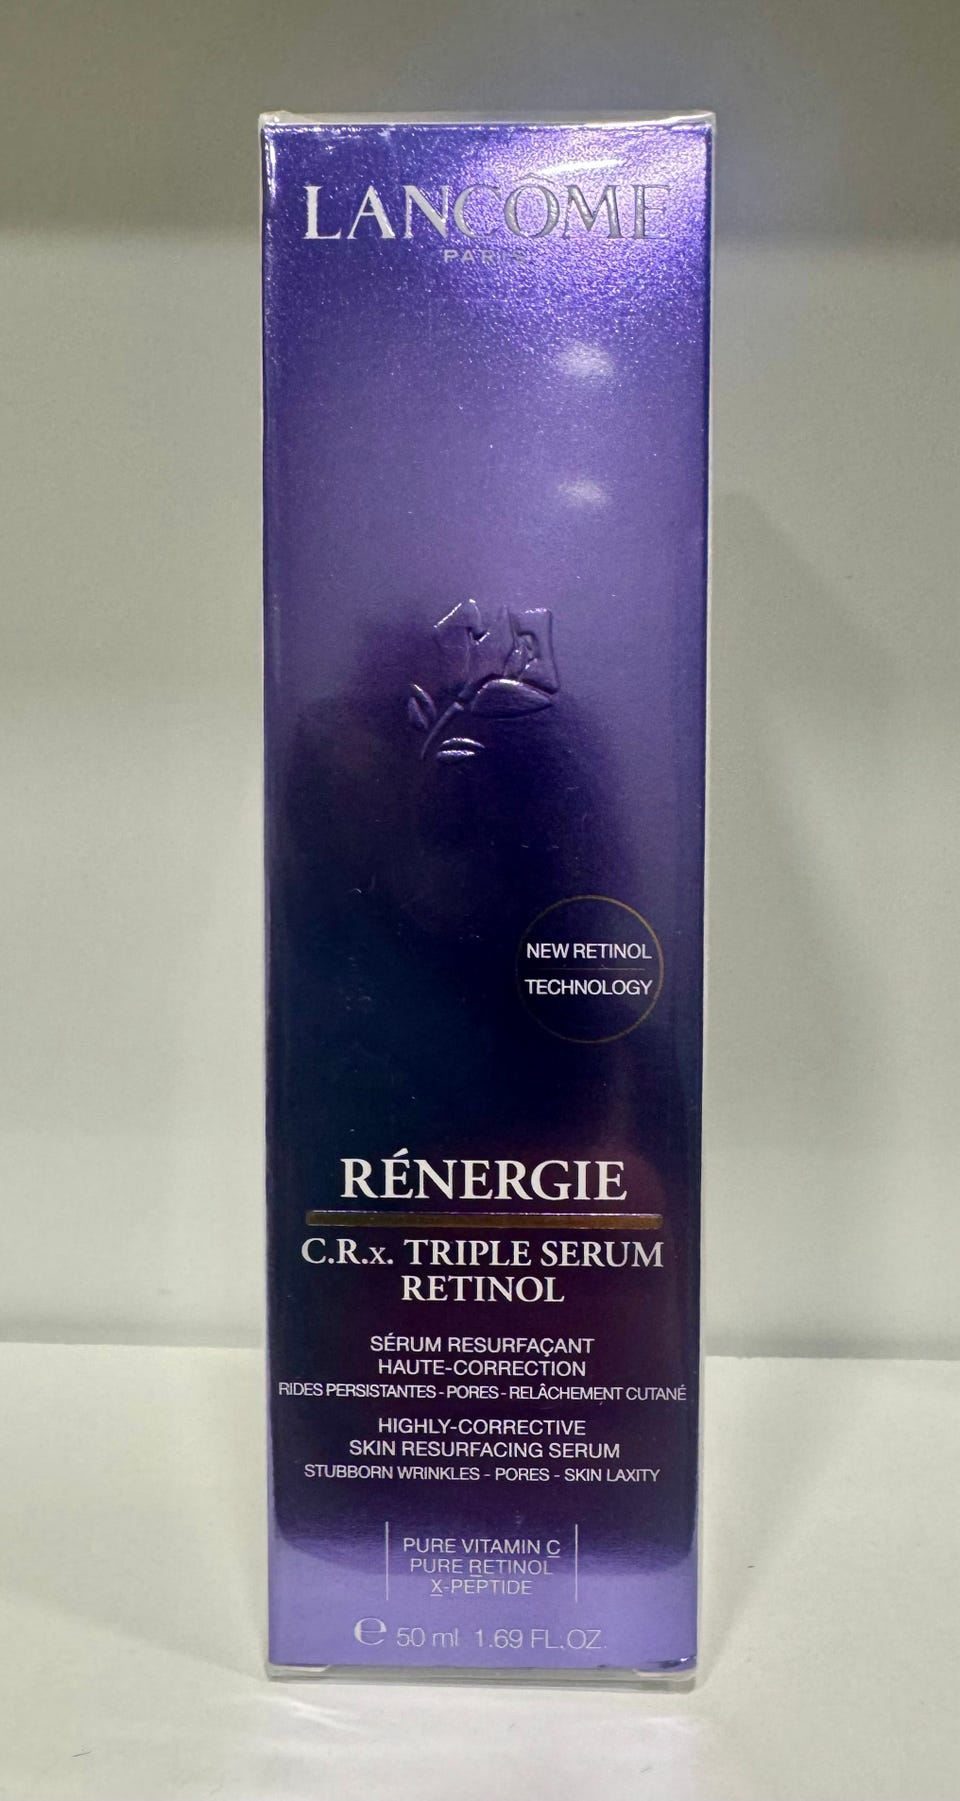 LANCÔME
PARIS
NEW RETINOL
TECHNOLOGY
RÉNERGIE
C.R.x. TRIPLE SERUM
RETINOL
SÉRUM RESURFAÇANT
HAUTE-CORRECTION
RIDES PERSISTANTES - PORES - RELÂCHEMENT CUTANÉ
HIGHLY-CORRECTIVE
SKIN RESURFACING SERUM
STUBBORN WRINKLES - PORES - SKIN LAXITY
PURE VITAMIN C
PURE RETINOL
X-PEPTIDE
℮ 50 ml 1.69 FL.OZ.